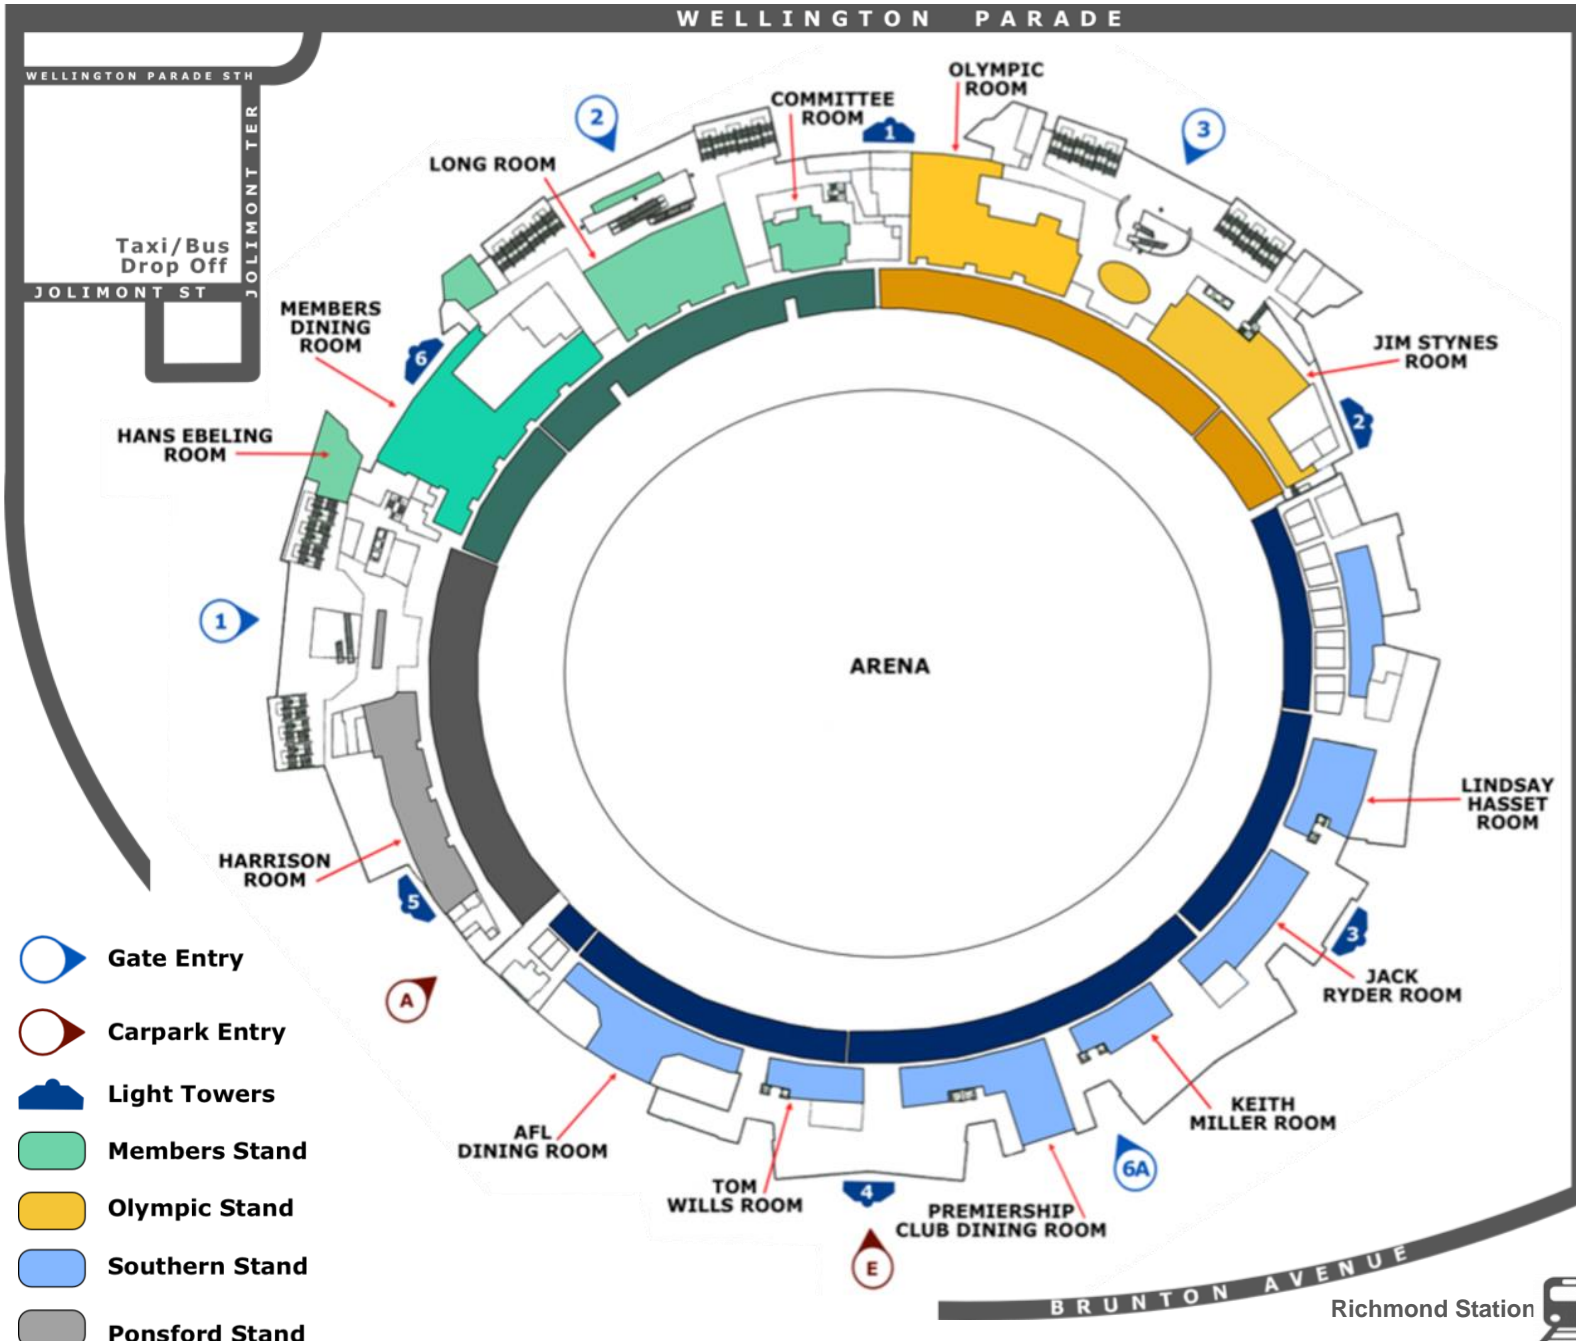 WELLINGTON PARADE
WELLINGTON PARADE STH
JOLIMONT TER
Taxi/Bus
Drop Off
JOLIMONT ST
OLYMPIC
ROOM
COMMITTEE
ROOM
1
2
3
LONG ROOM
MEMBERS
DINING
ROOM
6
JIM STYNES
ROOM
2
HANS EBELING
ROOM
1
ARENA
LINDSAY
HASSET
ROOM
HARRISON
ROOM
5
3
JACK
RYDER ROOM
A
KEITH
MILLER ROOM
AFL
DINING ROOM
6A
TOM
WILLS ROOM
4
PREMIERSHIP
CLUB DINING ROOM
E
Gate Entry
Carpark Entry
Light Towers
Members Stand
Olympic Stand
Southern Stand
Ponsford Stand
BRUNTON AVENUE
Richmond Station